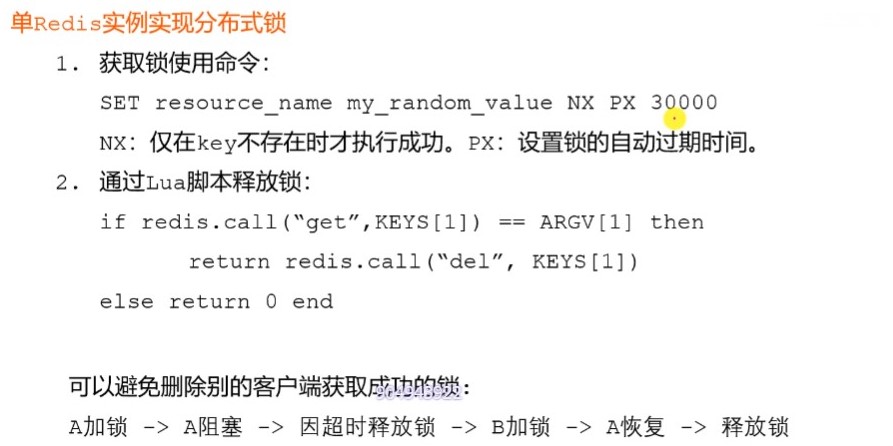 单Redis实例实现分布式锁
1. 获取锁使用命令:
SET resource_name my_random_value NX PX 30000
NX: 仅在key不存在时才执行成功。PX: 设置锁的自动过期时间。
2. 通过Lua脚本释放锁:
if redis.call(“get”,KEYS[1]) == ARGV[1] then
return redis.call(“del”, KEYS[1])
else return 0 end
可以避免删除别的客户端获取成功的锁:
A加锁 -> A阻塞 -> 因超时释放锁 -> B加锁 -> A恢复 -> 释放锁